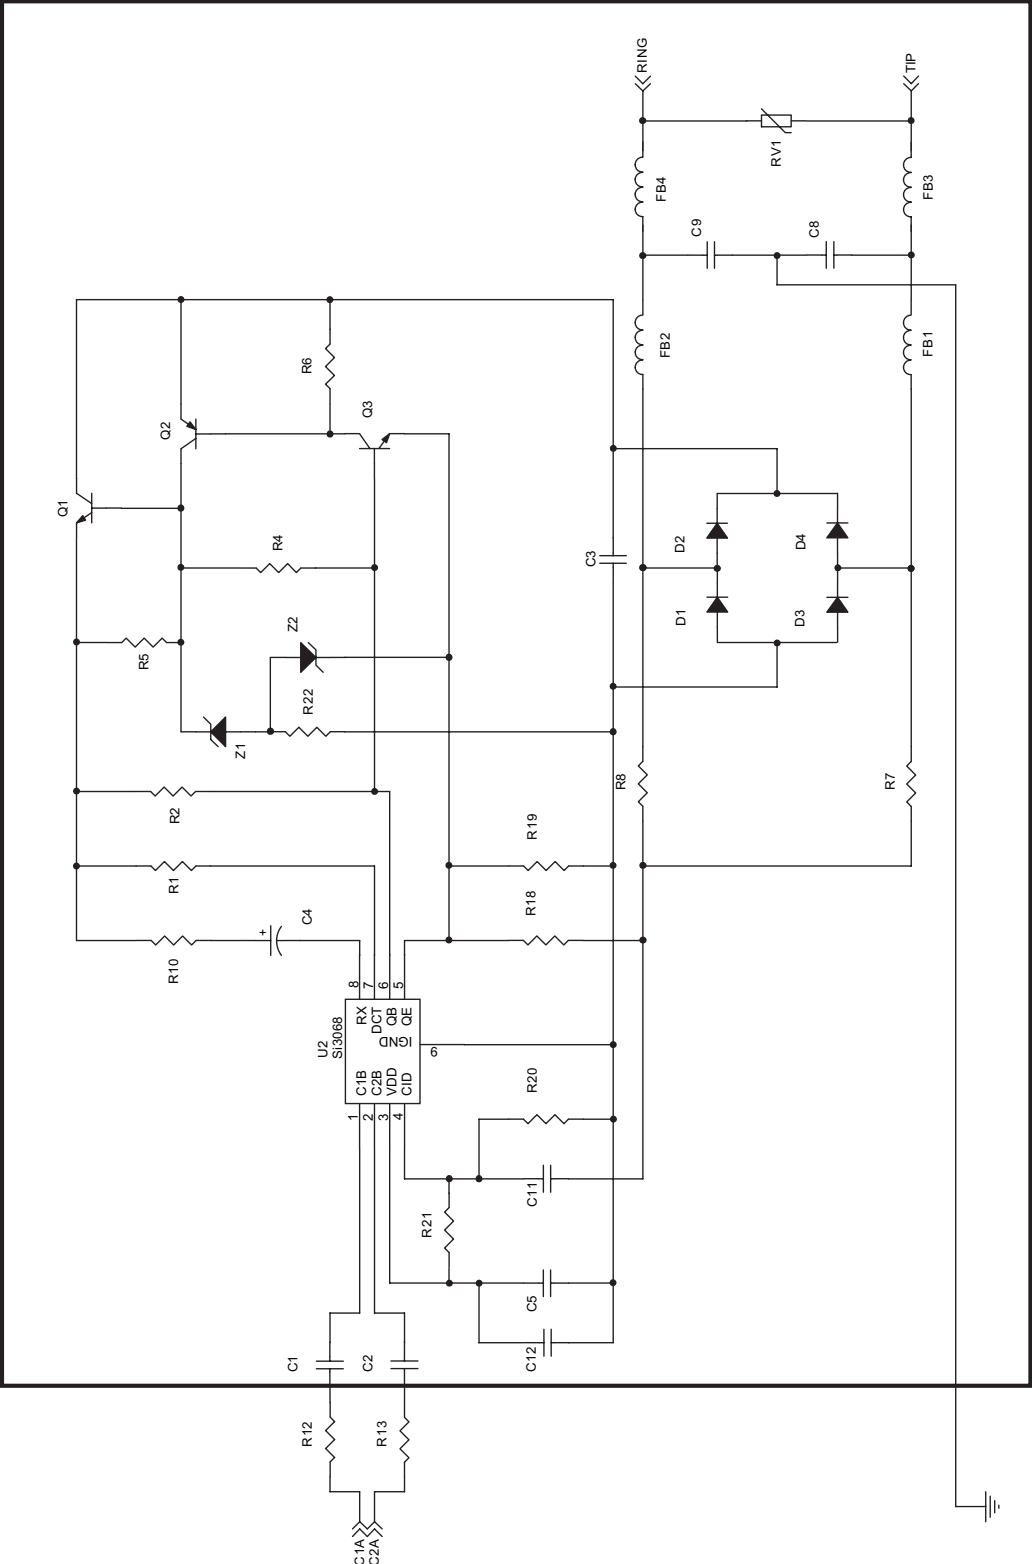 RING
TIP
RV1
FB4
FB3
C9
C8
FB2
FB1
R6
Q2
Q3
Q1
R4
C3
D2
D4
D1
D3
R5
Z2
R22
Z1
R8
R7
R2
R19
R1
R18
C4
+
R10
8
7
6
5
RX
DCT
QB
QE
U2
Si3068
IGND
6
C1B
C2B
VDD
CID
1
2
3
4
R20
C11
R21
C5
C12
C1
C2
R12
R13
C1A
C2A